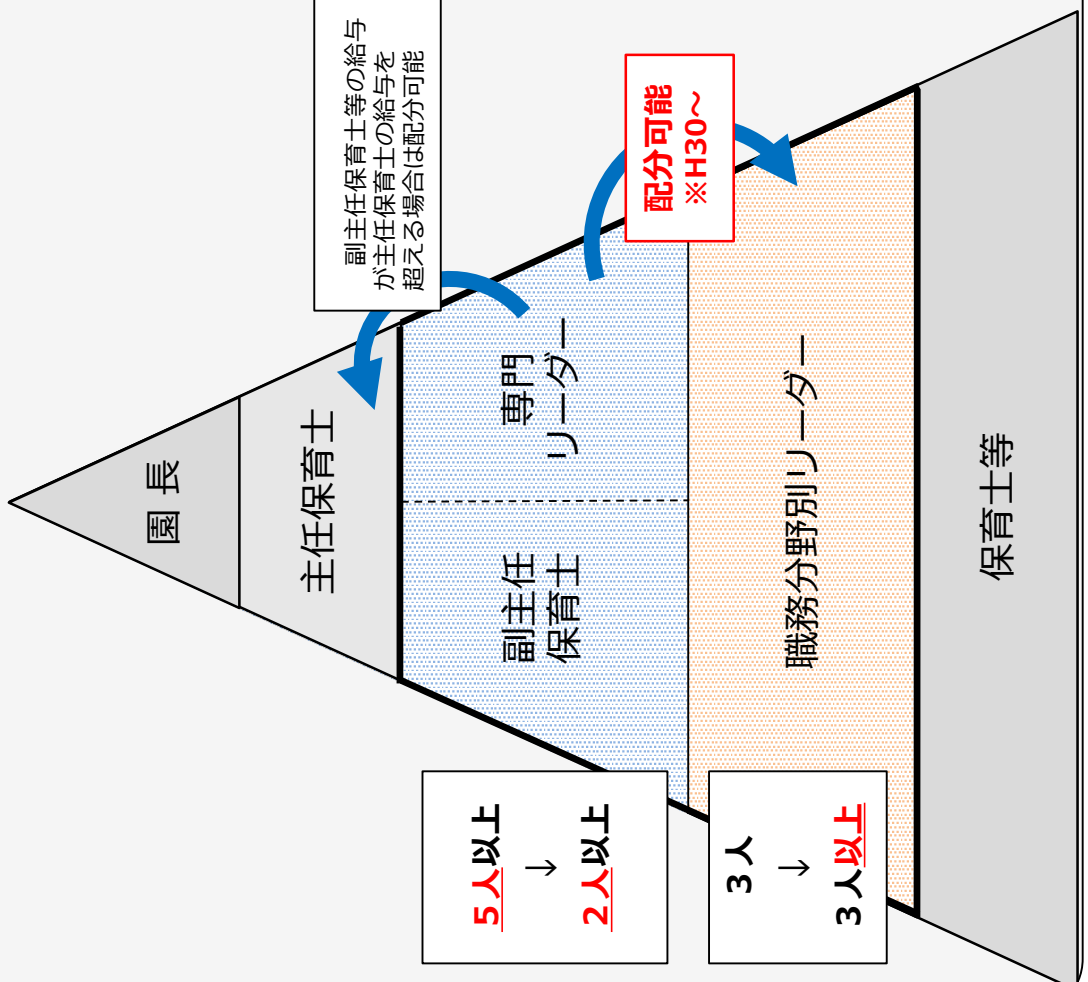 園 長
主任保育士
副主任保育士等の給与
が主任保育士の給与を
超える場合は配分可能
副主任
保育士
専門
リーダー
配分可能
※H30～
5人以上
↓
2人以上
職務分野別リーダー
3人
↓
3人以上
保育士等